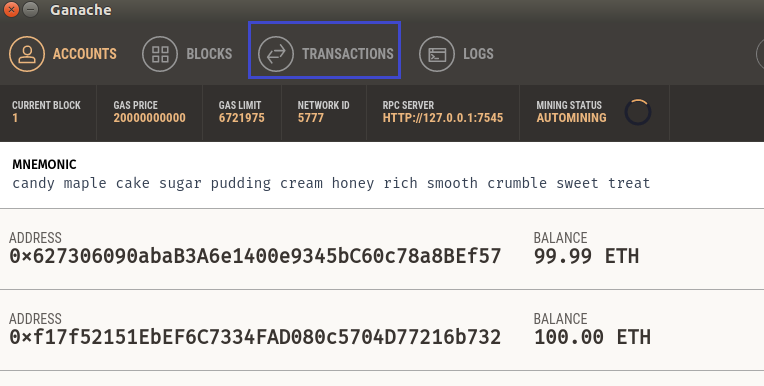 Ganache
ACCOUNTS BLOCKS TRANSACTIONS LOGS
CURRENT BLOCK GAS PRICE GAS LIMIT NETWORK ID RPC SERVER MINING STATUS
1 20000000000 6721975 5777 HTTP://127.0.0.1:7545 AUTOMINING
MNEMONIC
candy maple cake sugar pudding cream honey rich smooth crumble sweet treat
ADDRESS BALANCE
0×627306090abaB3A6e1400e9345bC60c78a8BEf57 99.99 ETH
ADDRESS BALANCE
0×f17f52151EbEF6C7334FAD080c5704D77216b732 100.00 ETH